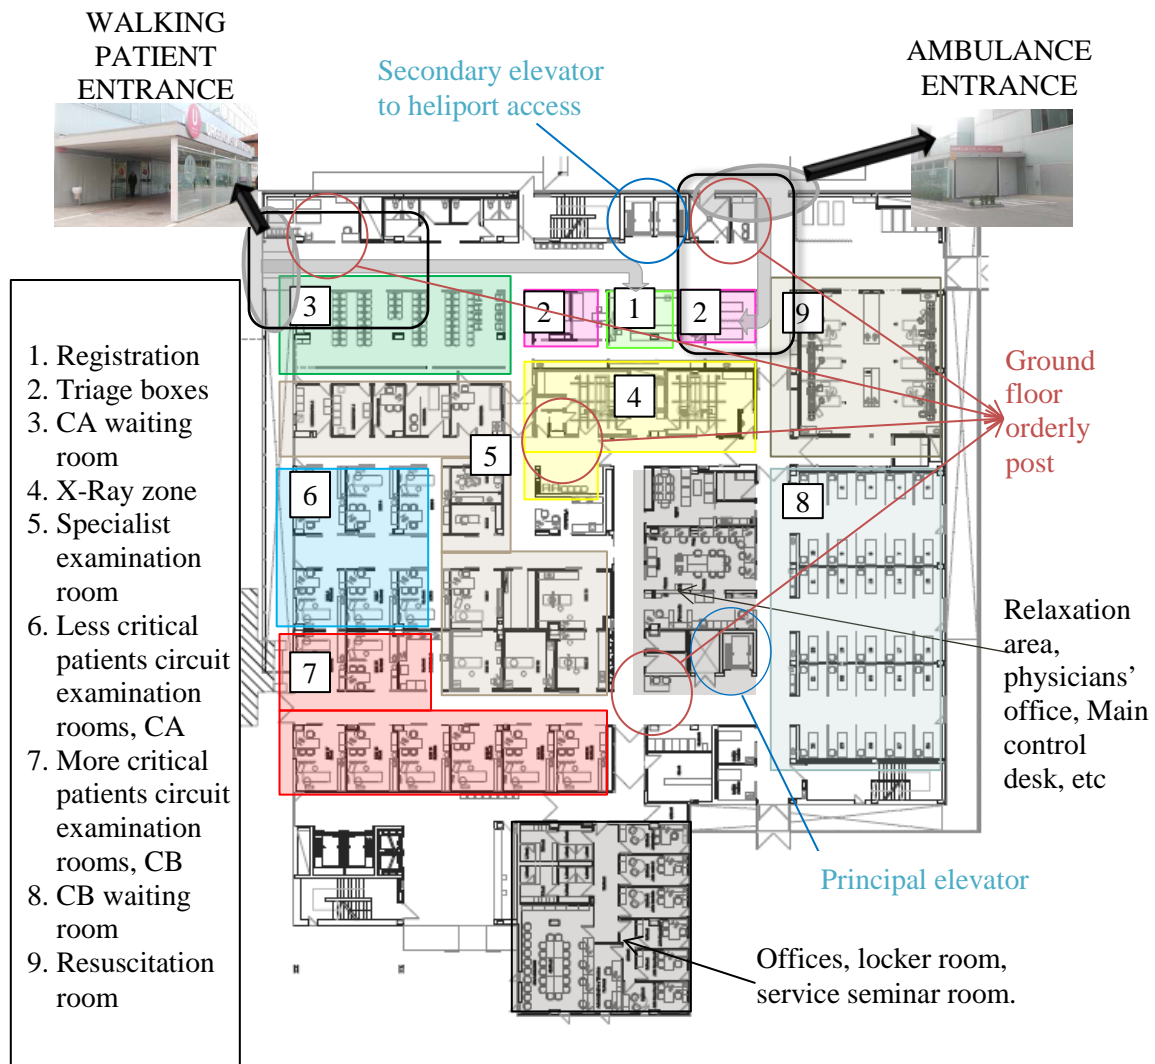 WALKING
PATIENT
ENTRANCE
Secondary elevator
to heliport access
AMBULANCE
ENTRANCE
3
2
1
2
9
4
5
6
8
7
1. Registration
2. Triage boxes
3. CA waiting
room
4. X-Ray zone
5. Specialist
examination
room
6. Less critical
patients circuit
examination
rooms, CA
7. More critical
patients circuit
examination
rooms, CB
8. CB waiting
room
9. Resuscitation
room
Ground
floor
orderly
post
Relaxation
area,
physicians’
office, Main
control
desk, etc
Principal elevator
Offices, locker room,
service seminar room.